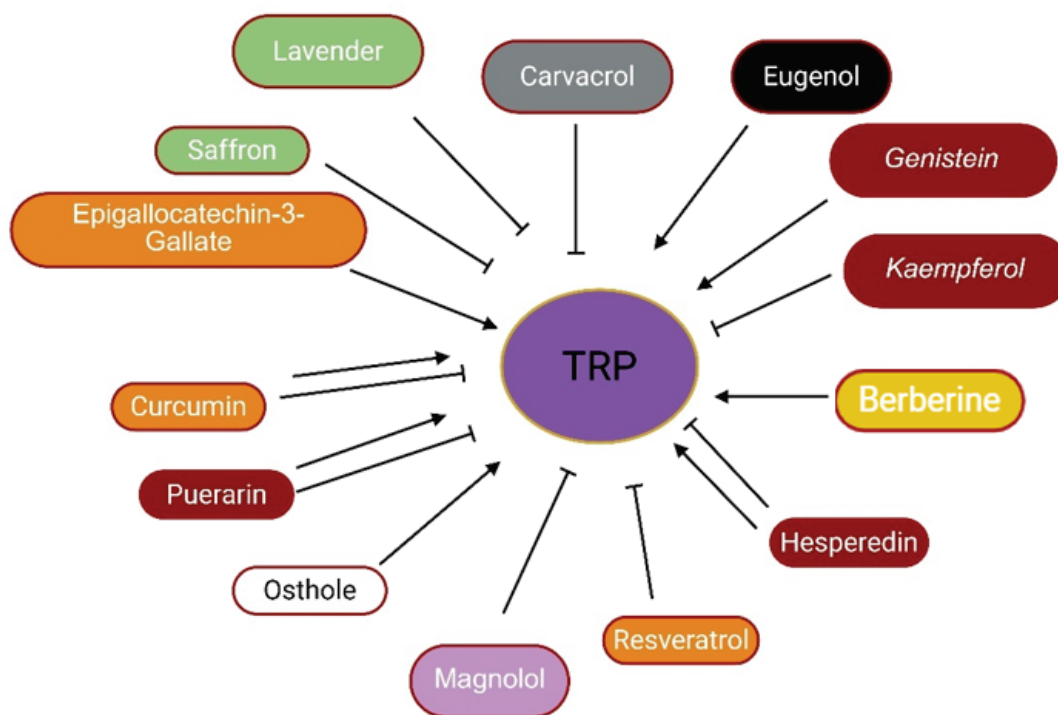 Lavender
Carvacrol
Eugenol
Saffron
Genistein
Epigallocatechin-3-
Gallate
Kaempferol
TRP
Curcumin
Berberine
Puerarin
Hesperedin
Osthole
Resveratrol
Magnolol